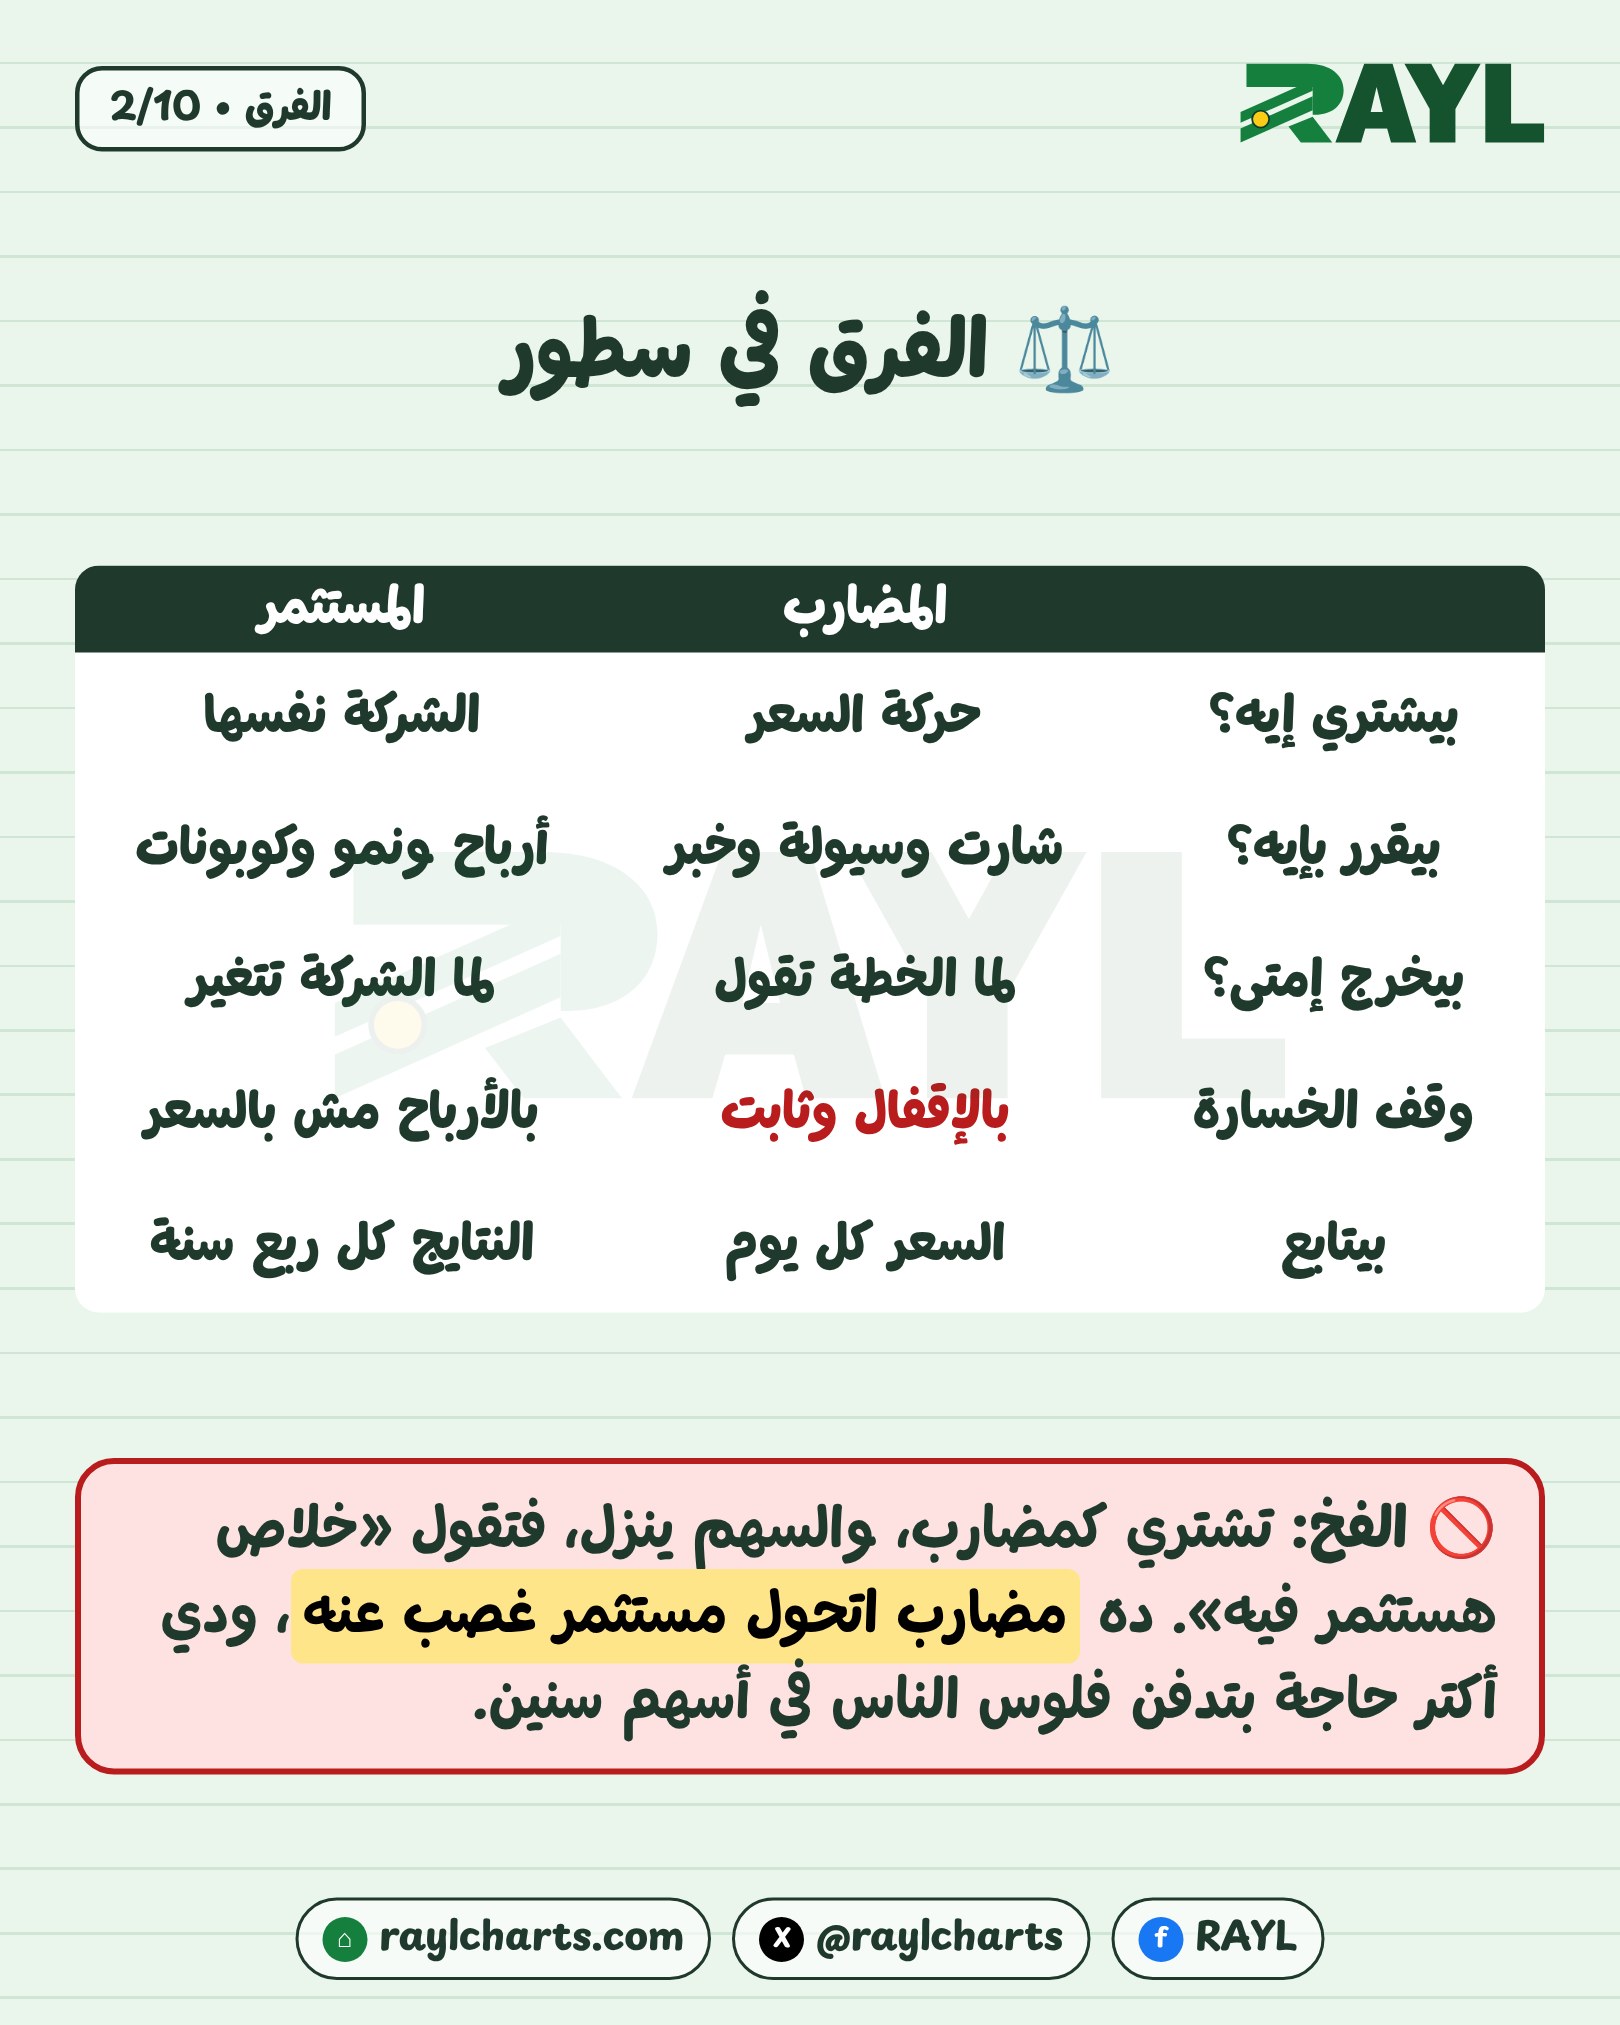 RAYL
الفرق • 2/10
الفرق في سطور
المضارب المستثمر
بيشتري إيه؟ حركة السعر الشركة نفسها
بيقرر بإيه؟ شارت وسيولة وخبر أرباح ونمو وكوبونات
بيخرج إمتى؟ لما الخطة تقول لما الشركة تتغير
وقف الخسارة بالإقفال وثابت بالأرباح مش بالسعر
بيتابع السعر كل يوم النتايج كل ربع سنة
RAYL
الفخ: تشتري كمضارب، والسهم ينزل، فتقول «خلاص
هستثمر فيه». ده مضارب اتحول مستثمر غصب عنه، ودي
أكتر حاجة بتدفن فلوس الناس في أسهم سنين.
raylcharts.com X @raylcharts f RAYL